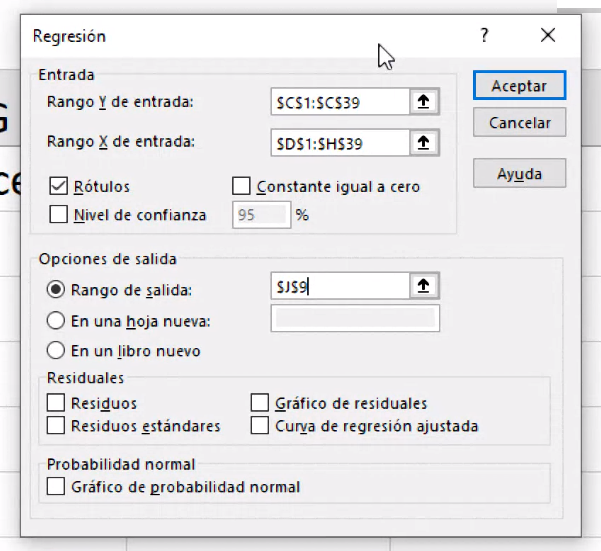 Regresión ? X
Entrada
Rango Y de entrada: $C$1:$C$39
Rango X de entrada: $D$1:$H$39
Rótulos Constante igual a cero
Nivel de confianza 95 %
Aceptar
Cancelar
Ayuda
Opciones de salida
Rango de salida: $J$9
En una hoja nueva:
En un libro nuevo
Residuales
Residuos Gráfico de residuales
Residuos estándares Curva de regresión ajustada
Probabilidad normal
Gráfico de probabilidad normal